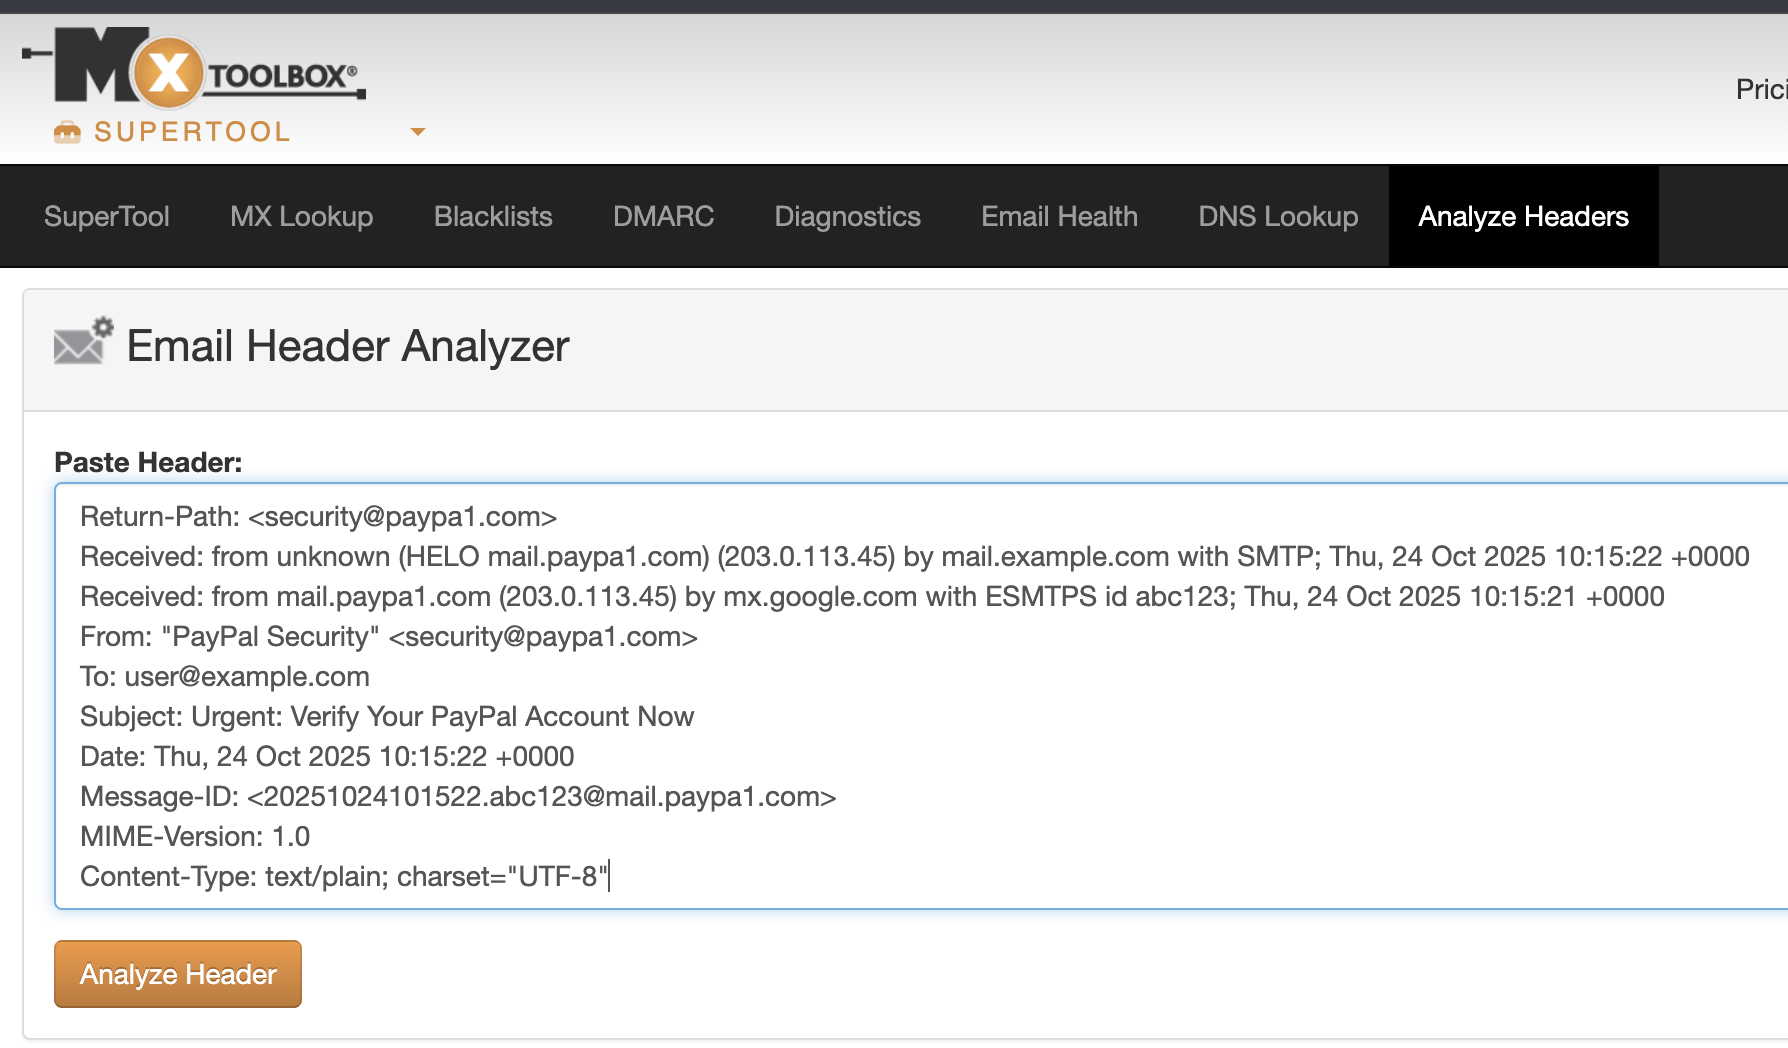 MX TOOLBOX®
SUPERTOOL
SuperTool MX Lookup Blacklists DMARC Diagnostics Email Health DNS Lookup Analyze Headers
Email Header Analyzer
Paste Header:
Return-Path: <security@paypa1.com>
Received: from unknown (HELO mail.paypa1.com) (203.0.113.45) by mail.example.com with SMTP; Thu, 24 Oct 2025 10:15:22 +0000
Received: from mail.paypa1.com (203.0.113.45) by mx.google.com with ESMTPS id abc123; Thu, 24 Oct 2025 10:15:21 +0000
From: "PayPal Security" <security@paypa1.com>
To: user@example.com
Subject: Urgent: Verify Your PayPal Account Now
Date: Thu, 24 Oct 2025 10:15:22 +0000
Message-ID: <20251024101522.abc123@mail.paypa1.com>
MIME-Version: 1.0
Content-Type: text/plain; charset="UTF-8"
Analyze Header